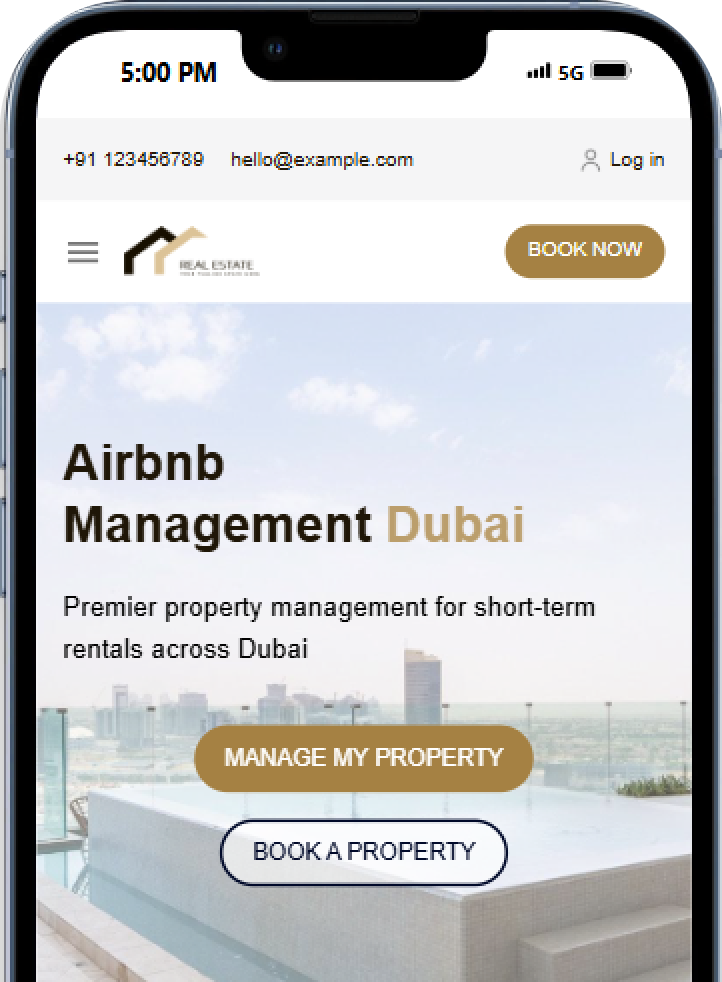 5:00 PM 5G
+91 123456789 hello@example.com Log in
REAL ESTATE
BOOK NOW
Airbnb
Management Dubai
Premier property management for short-term
rentals across Dubai
MANAGE MY PROPERTY
BOOK A PROPERTY